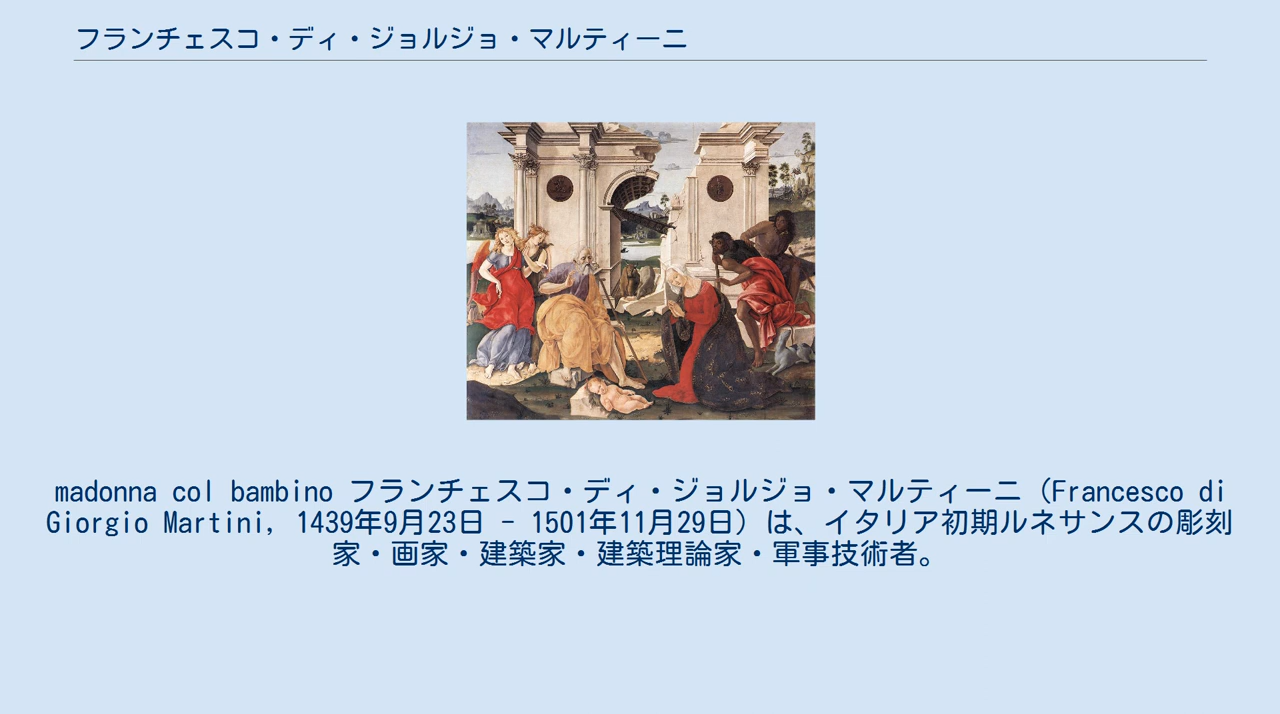 フランチェスコ・ディ・ジョルジョ・マルティーニ
madonna col bambino フランチェスコ・ディ・ジョルジョ・マルティーニ (Francesco di
Giorgio Martini, 1439年9月23日 - 1501年11月29日) は、イタリア初期ルネサンスの彫刻
家・画家・建築家・建築理論家・軍事技術者。